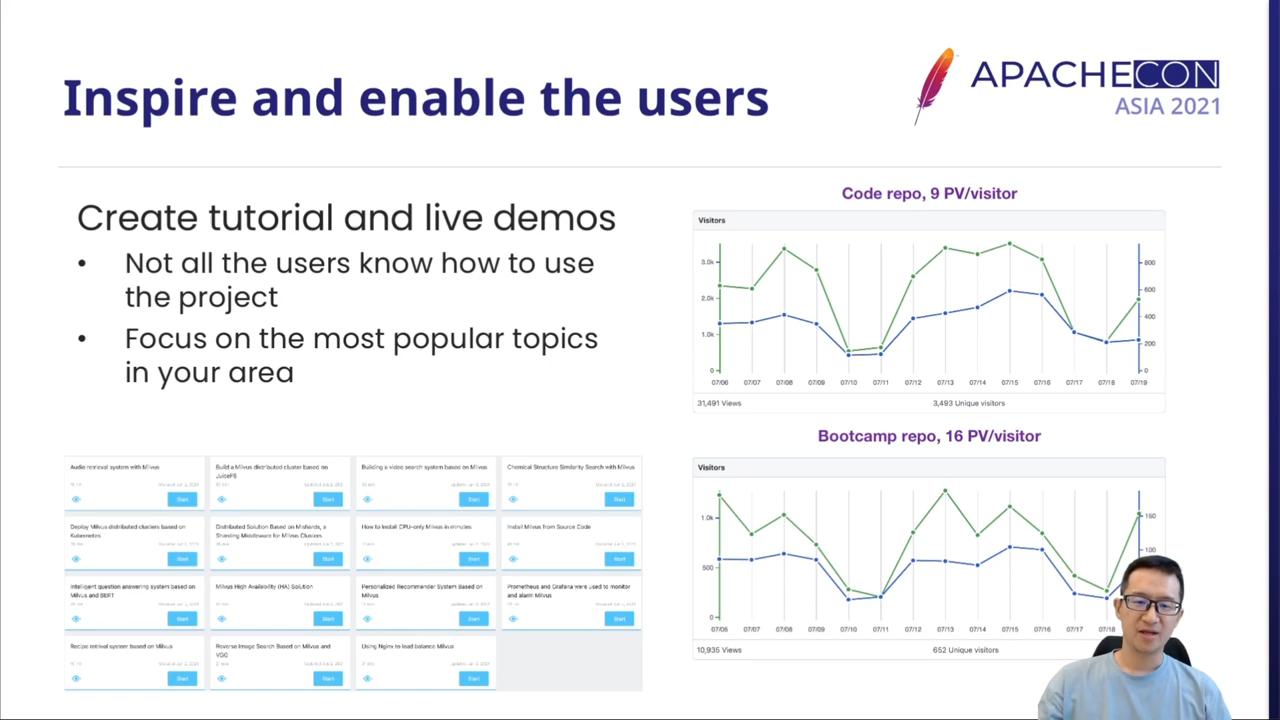 Inspire and enable the users
APACHECON
ASIA 2021
Create tutorial and live demos
• Not all the users know how to use
the project
• Focus on the most popular topics
in your area
Audio retrieval system with Milvus
Start
Build a Milvus distributed cluster based on
JuiceFS
Start
Building a video search system based on Milvus
Start
Chemical Structure Similarity Search with Milvus
Start
Deploy Milvus distributed clusters based on
Kubernetes
Start
Distributed Solution Based on Mishards, a
Sharding Middleware for Milvus Clusters
Start
How to Install CPU-only Milvus in minutes
Start
Install Milvus from Source Code
Start
Intelligent question answering system based on
Milvus and BERT
Start
Milvus High Availability (HA) Solution
Start
Personalized Recommender System Based on
Milvus
Start
Prometheus and Grafana were used to monitor
and alarm Milvus
Start
Recipe retrival system based on Milvus
Start
Reverse Image Search Based on Milvus and
VGG
Start
Using Nginx to load balance Milvus
Start
Code repo, 9 PV/visitor
Visitors
3.0k
2.0k
1.0k
0
800
600
400
200
0
07/06 07/07 07/08 07/09 07/10 07/11 07/12 07/13 07/14 07/15 07/16 07/17 07/18 07/19
31,491 Views 3,493 Unique visitors
Bootcamp repo, 16 PV/visitor
Visitors
1.0k
500
0
150
100
07/06 07/07 07/08 07/09 07/10 07/11 07/12 07/13 07/14 07/15 07/16 07/17 07/18
10,935 Views 652 Unique visitors